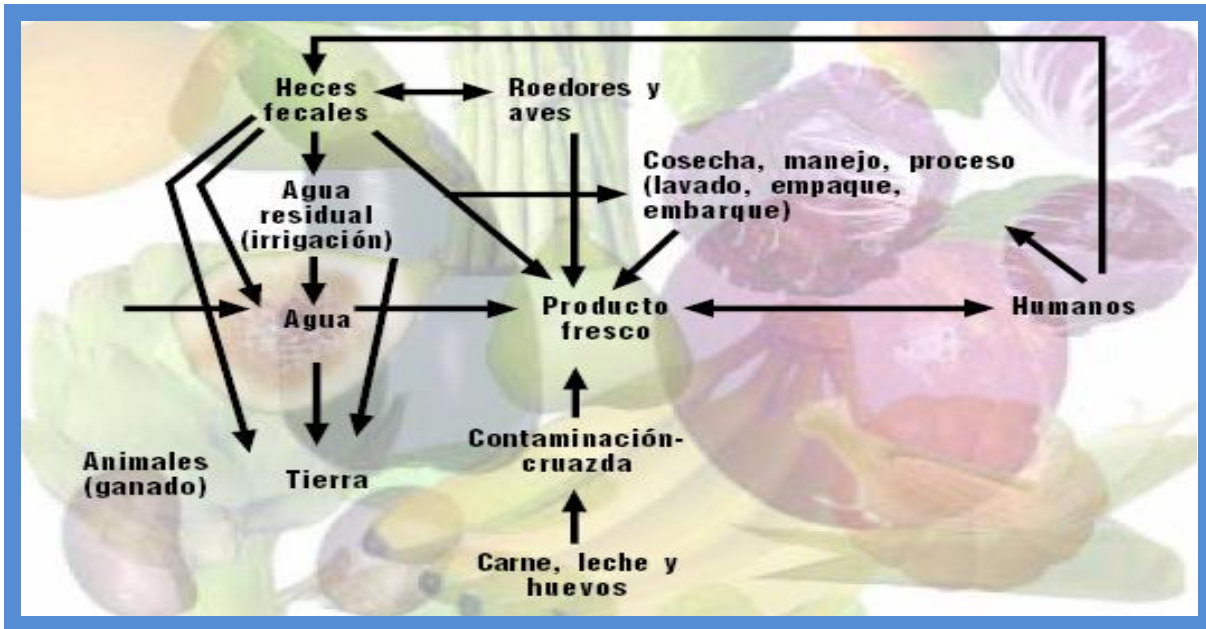 Heces
fecales
Roedores y
aves
Cosecha, manejo, proceso
(lavado, empaque,
embarque)
Agua
residual
(irrigación)
Agua
Producto
fresco
Humanos
Contaminación-
cruazda
Animales
(ganado)
Tierra
Carne, leche y
huevos